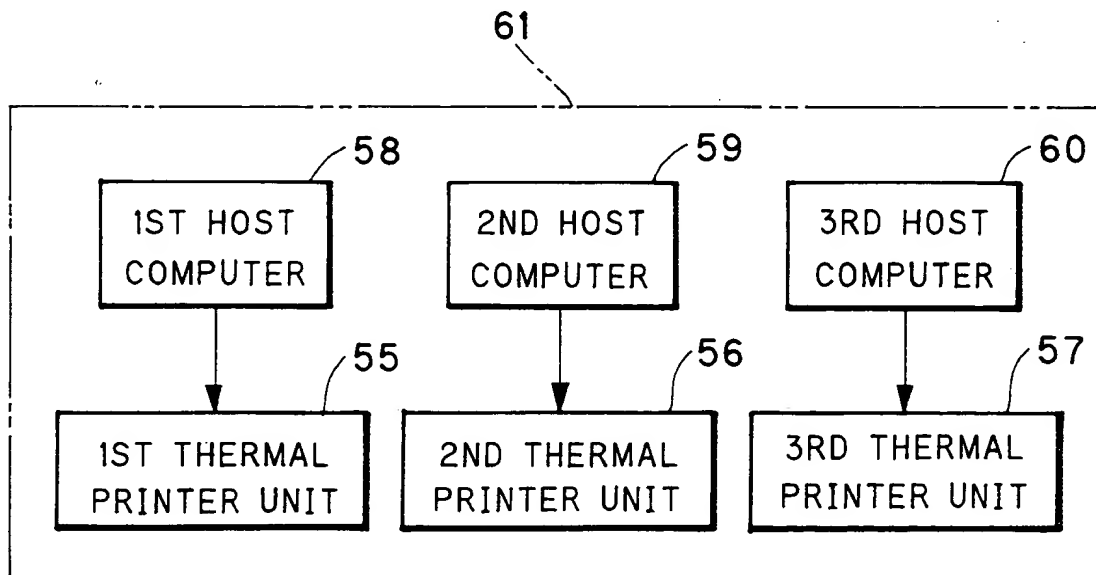 61
58
59
60
1ST HOST
COMPUTER
2ND HOST
COMPUTER
3RD HOST
COMPUTER
55
56
57
1ST THERMAL
PRINTER UNIT
2ND THERMAL
PRINTER UNIT
3RD THERMAL
PRINTER UNIT